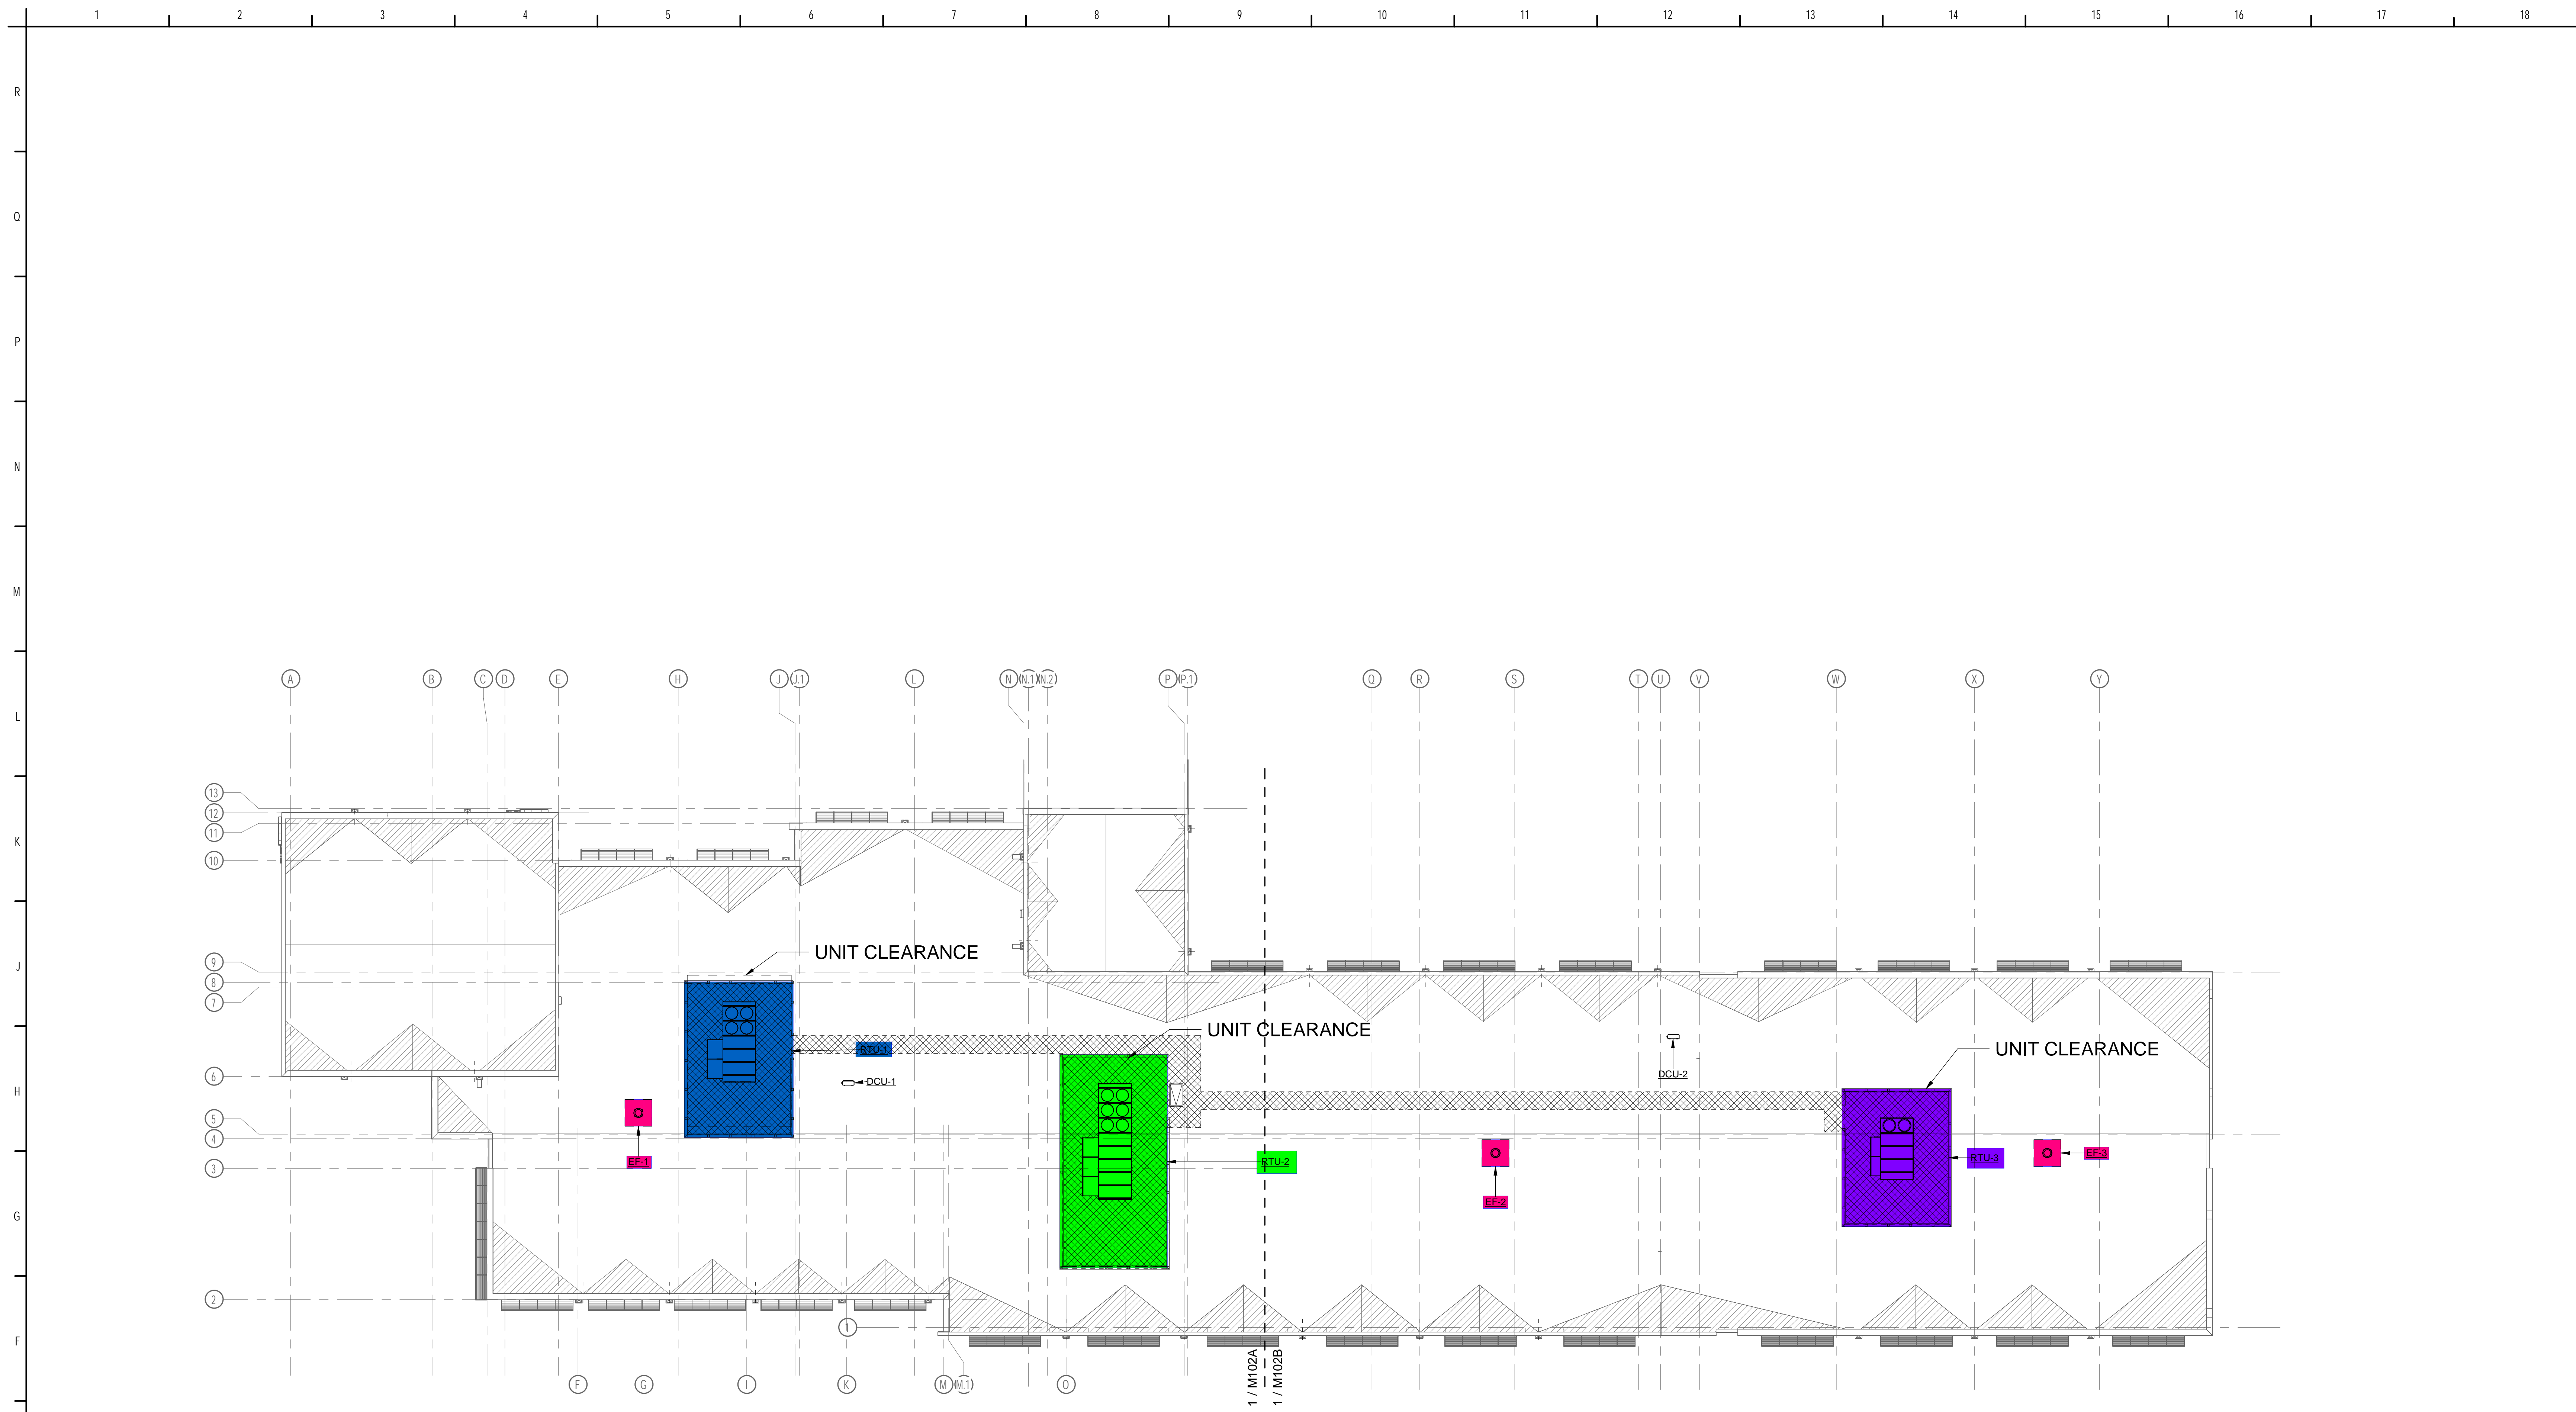 1 2 3 4 5 6 7 8 9 10 11 12 13 14 15 16 17 18
R
Q
P
N
M
L
A B C D E H J J.1 L N N.1 N.2 P P.1 Q R S T U V W X Y
13
12
K
11
10
UNIT CLEARANCE
9
J
8
7
UNIT CLEARANCE
RTU-1
UNIT CLEARANCE
6
DCU-2
DCU-1
H
5
4
EF-3
RTU-3
EF-1
RTU-2
3
EF-2
G
2
1
F
1 / M102A
1 / M102B
F G I K M M.1 O